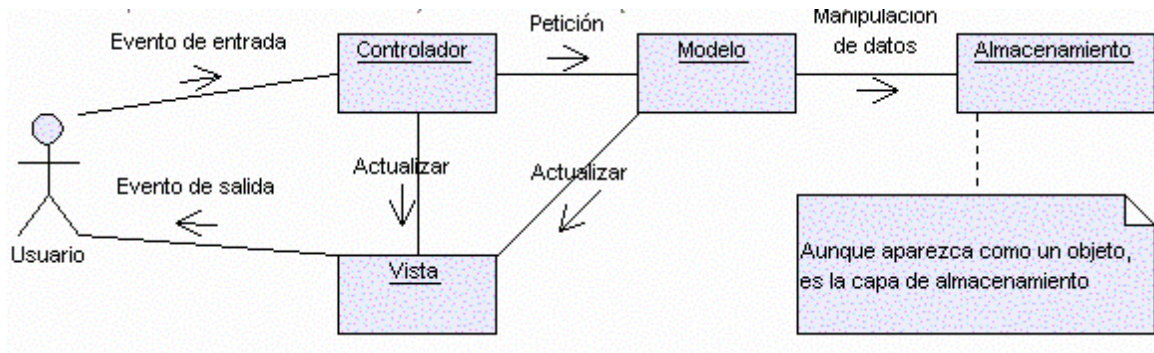 Evento de entrada
Controlador
Petición
Modelo
Manipulación
de datos
Almacenamiento
Actualizar
Actualizar
Evento de salida
Usuario
Vista
Aunque aparezca como un objeto,
es la capa de almacenamiento